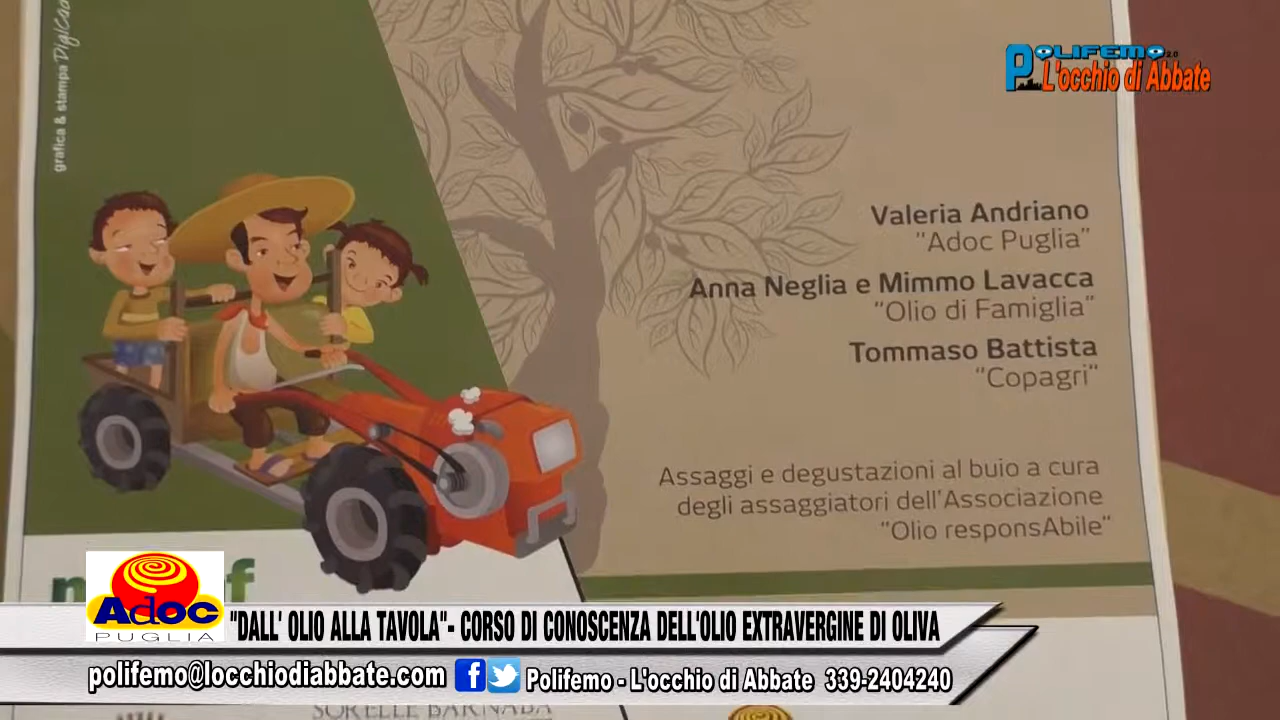 grafica & stampa
POLIFEMO 2.0
L'occhio di Abbate
Valeria Andriano
"Adoc Puglia"
Anna Neglia e Mimmo Lavacca
"Olio di Famiglia"
Tommaso Battista
"Copagri"
Assaggi e degustazioni al buio a cura
degli assaggiatori dell'Associazione
"Olio responsAbile"
Adoc
PUGLIA
"DALL' OLIO ALLA TAVOLA"- CORSO DI CONOSCENZA DELL'OLIO EXTRAVERGINE DI OLIVA
polifemo@locchiodiabbate.com
Polifemo - L'occhio di Abbate 339-2404240
SORELLE BARNABA